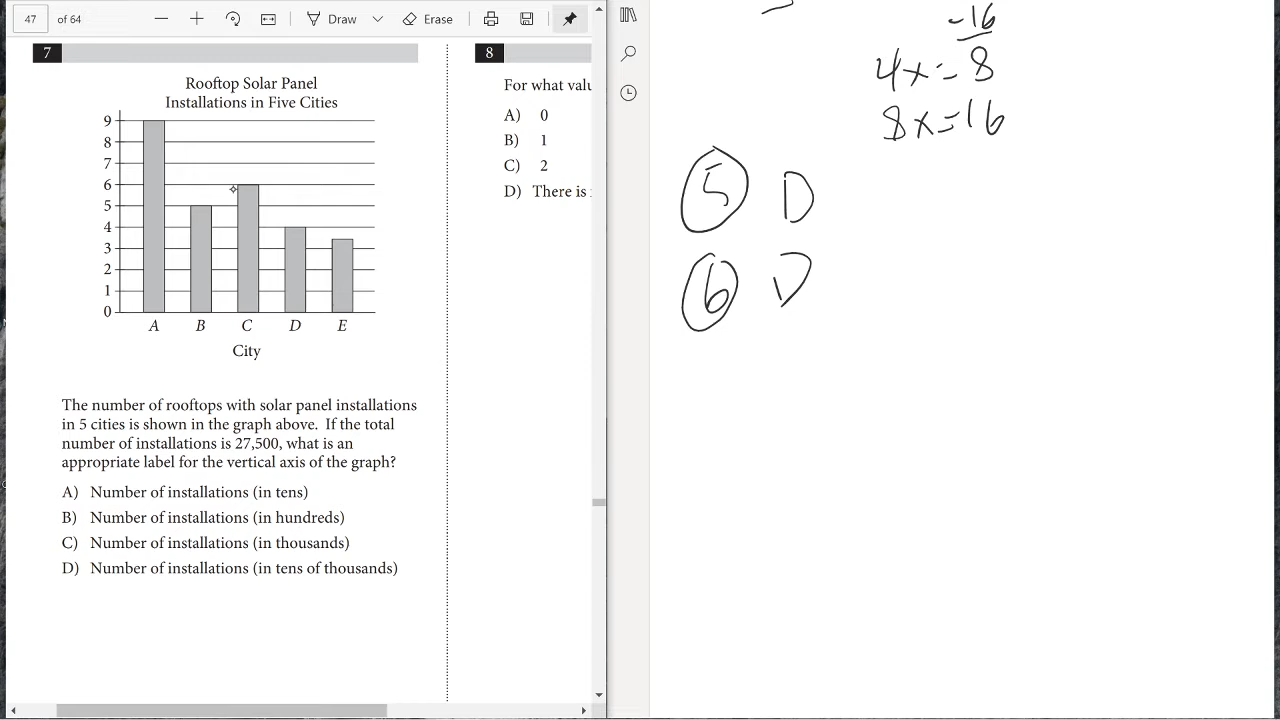 47 of 64 Draw Erase
7
Rooftop Solar Panel
Installations in Five Cities
9
8
7
6
5
4
3
2
1
0
A B C D E
City
The number of rooftops with solar panel installations
in 5 cities is shown in the graph above. If the total
number of installations is 27,500, what is an
appropriate label for the vertical axis of the graph?
A) Number of installations (in tens)
B) Number of installations (in hundreds)
C) Number of installations (in thousands)
D) Number of installations (in tens of thousands)
8
For what valu
A) 0
B) 1
C) 2
D) There is
-16
4x=8
8x=16
5 D
6 D